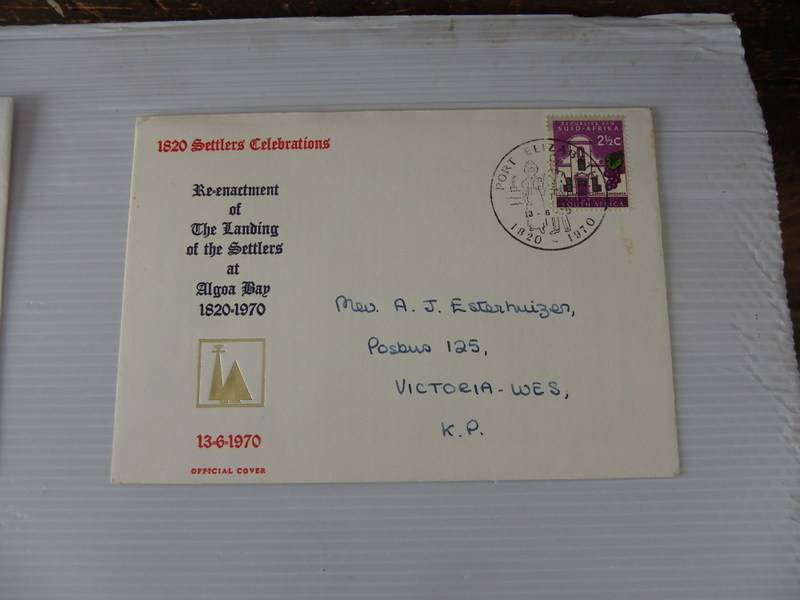 1820 Settlers Celebrations
Re-enactment
of
The Landing
of the Settlers
at
Algoa Bay
1820-1970
13-6-1970
OFFICIAL COVER
REPUBLIEK VAN
SUID-AFRIKA
2½c
SOUTH AFRICA
PORT ELIZA
1820 - 1970
Mev. A. J. Esterhuizen,
Posbus 125,
VICTORIA-WES,
K.P.